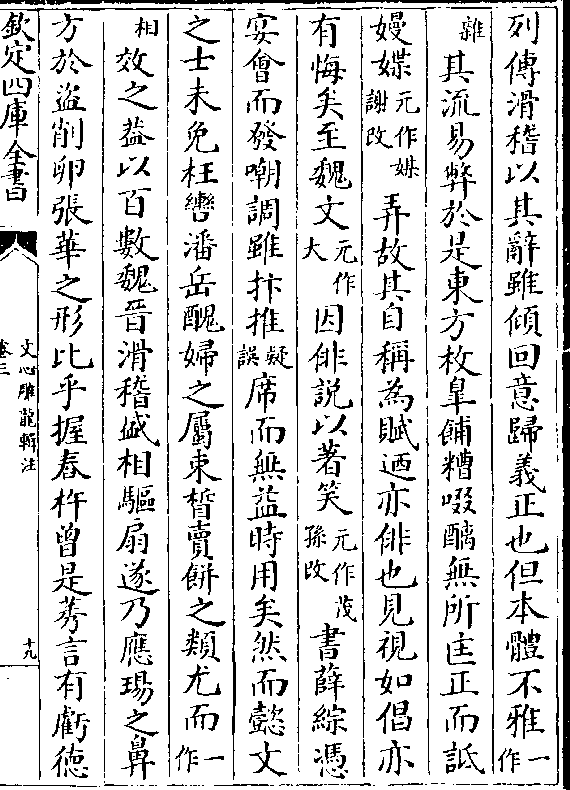 列傳滑稽以其辭雖傾回意歸義正也但本體不雅一作
雜其流易弊於是東方枚臯餔糟啜醨無所匡正而詆
嫚媟元作媒謝改弄故其自稱為賦迺亦俳也見視如倡亦
有悔矣至魏文元作大因俳說以著笑元作茂孫改書薛綜憑
宴會而發嘲調雖抃推疑誤席而無益時用矣然而懿文
之士未免枉轡潘岳醜婦之屬束晳賣餅之類尤而一作
相效之葢以百數魏晉滑稽盛相驅扇遂乃應瑒之鼻
方於盜削卵張華之形比乎握舂杵曾是莠言有虧徳
欽定四庫全書
文心雕龍輯注
卷三
十九